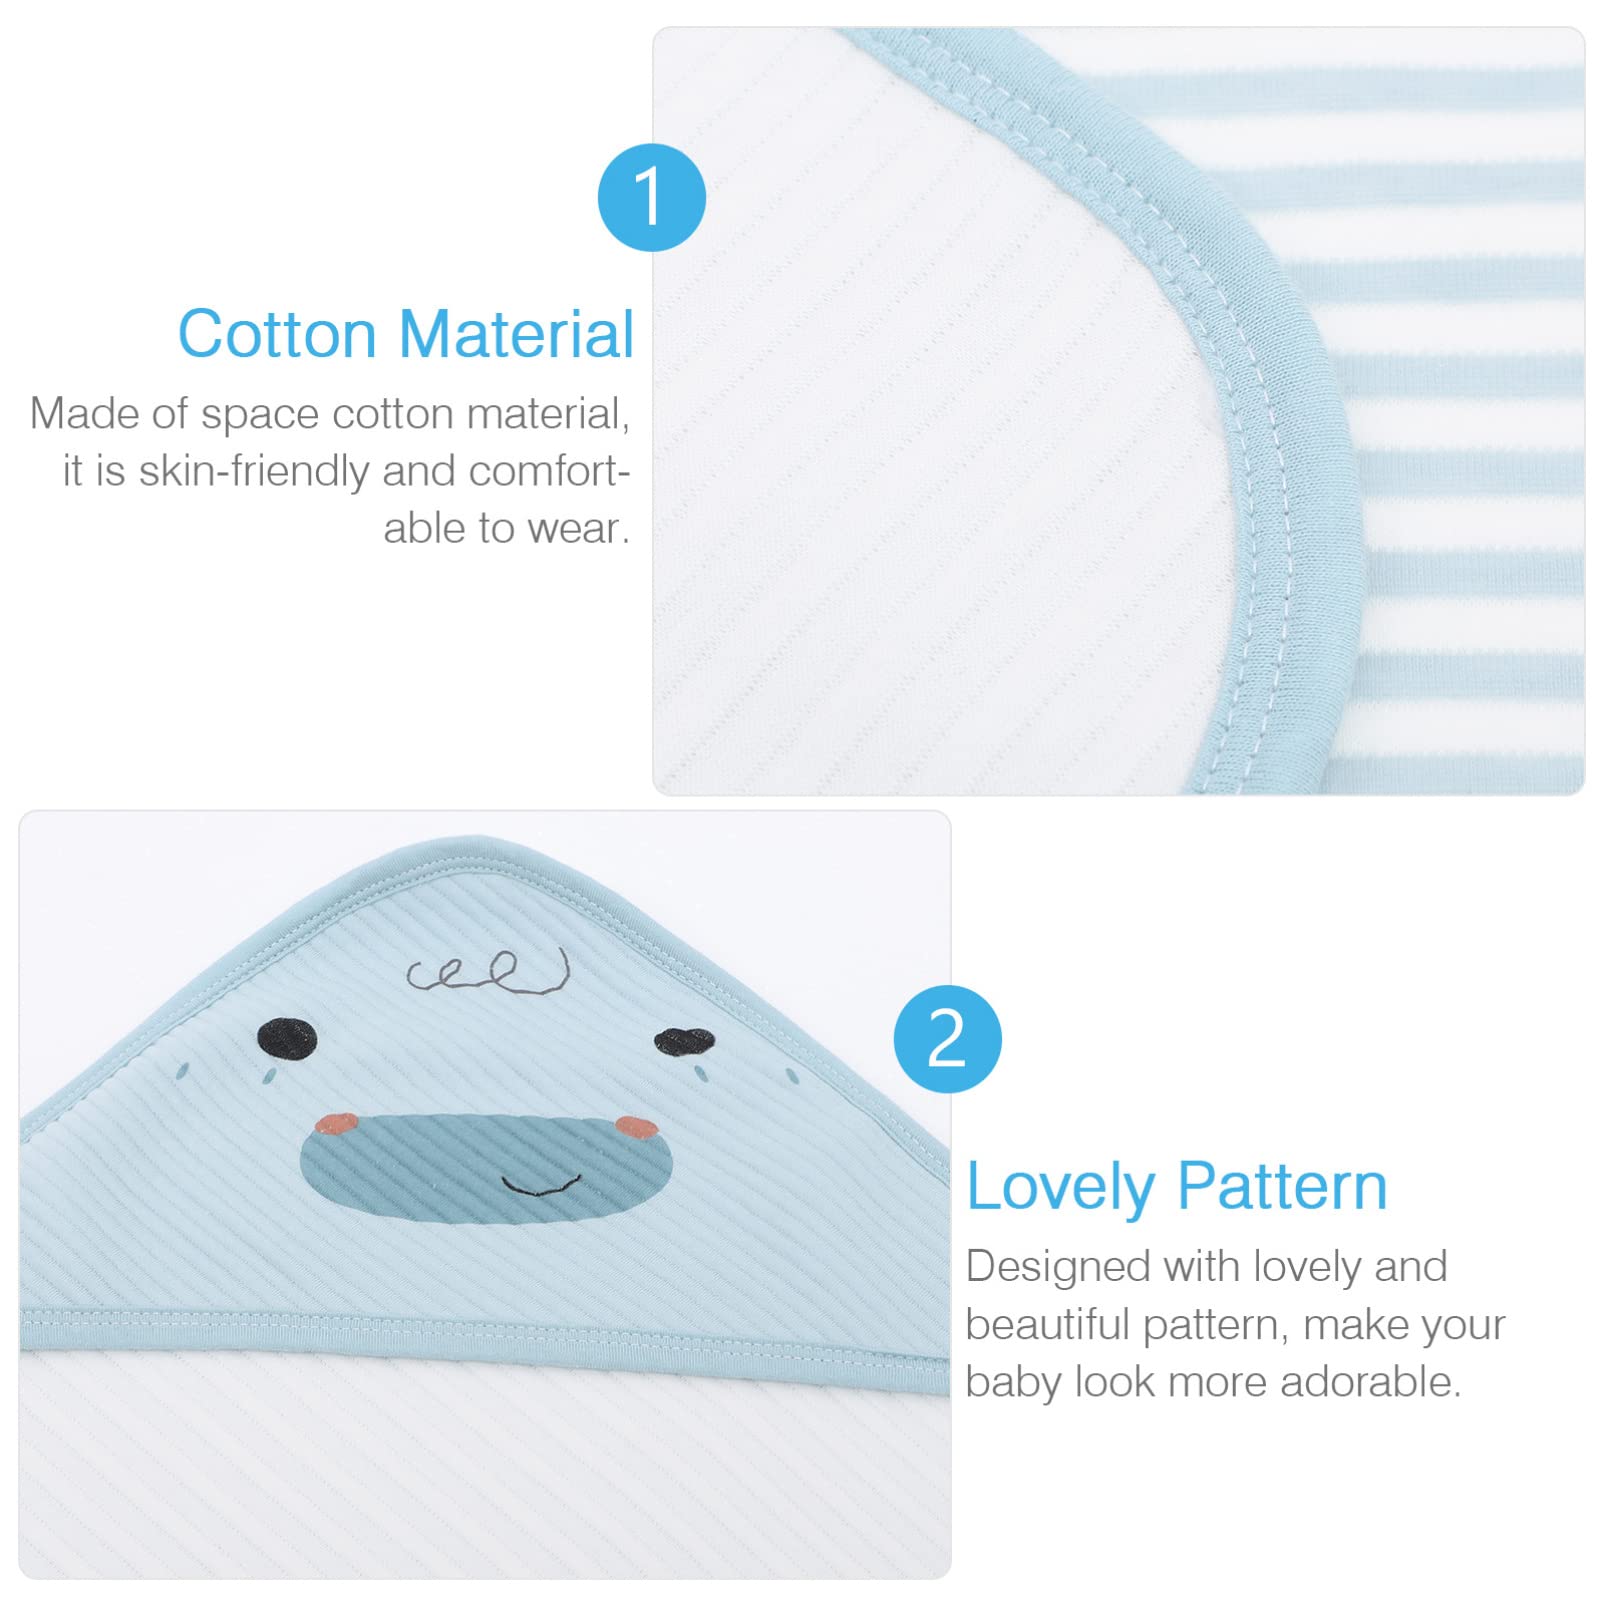 1
Cotton Material
Made of space cotton material,
it is skin-friendly and comfort-
able to wear.
2
Lovely Pattern
Designed with lovely and
beautiful pattern, make your
baby look more adorable.